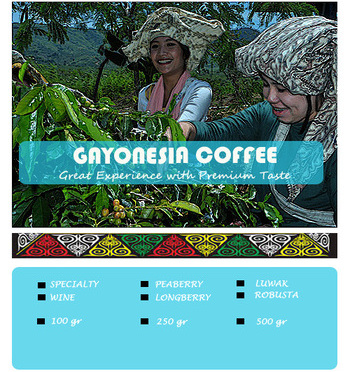 GAYONESIA COFFEE
Great Experience with Premium Taste
SPECIALTY PEABERRY LUWAK
WINE LONGBERRY ROBUSTA
100 gr 250 gr 500 gr